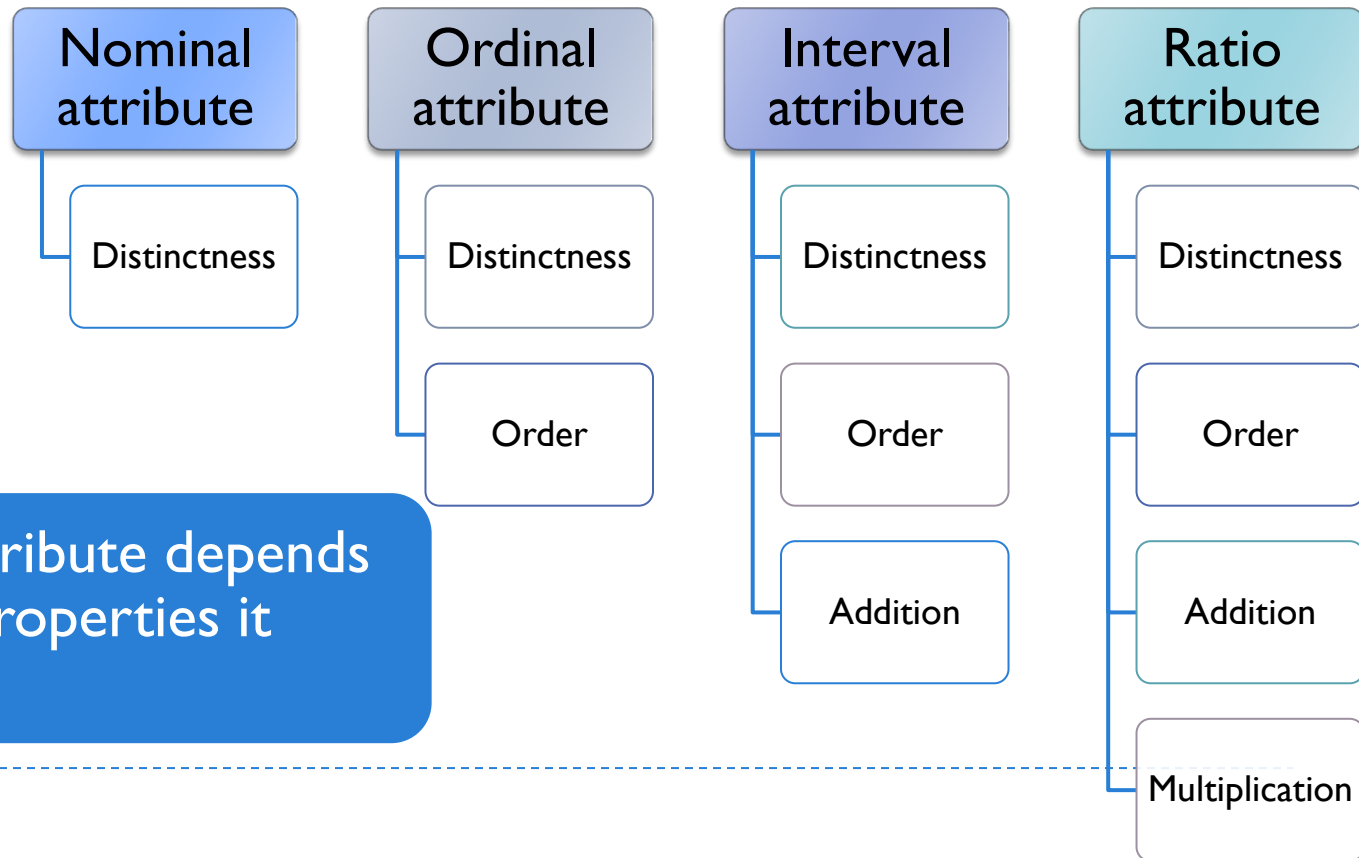 Nominal
attribute
Distinctness
Ordinal
attribute
Distinctness
Order
Interval
attribute
Distinctness
Order
Addition
Ratio
attribute
Distinctness
Order
Addition
Multiplication
ribute depends
roperties it